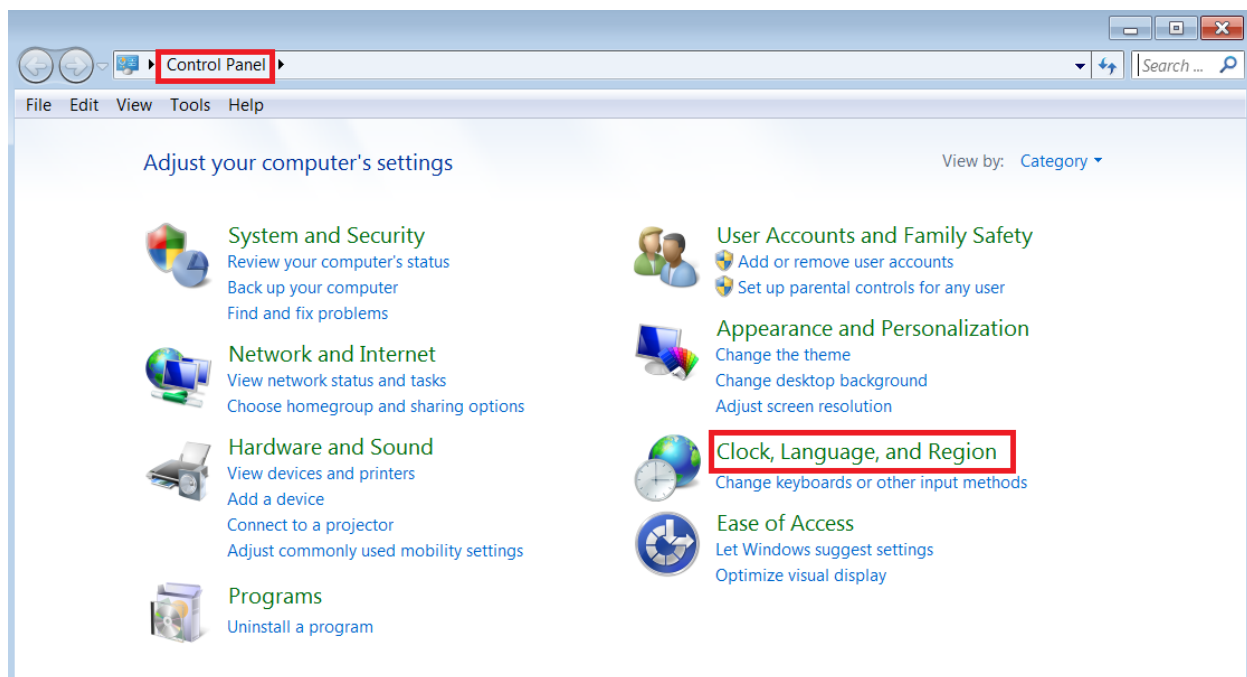 Control Panel
Search ...
File Edit View Tools Help
Adjust your computer's settings
View by: Category
System and Security
Review your computer's status
Back up your computer
Find and fix problems
Network and Internet
View network status and tasks
Choose homegroup and sharing options
Hardware and Sound
View devices and printers
Add a device
Connect to a projector
Adjust commonly used mobility settings
Programs
Uninstall a program
User Accounts and Family Safety
Add or remove user accounts
Set up parental controls for any user
Appearance and Personalization
Change the theme
Change desktop background
Adjust screen resolution
Clock, Language, and Region
Change keyboards or other input methods
Ease of Access
Let Windows suggest settings
Optimize visual display